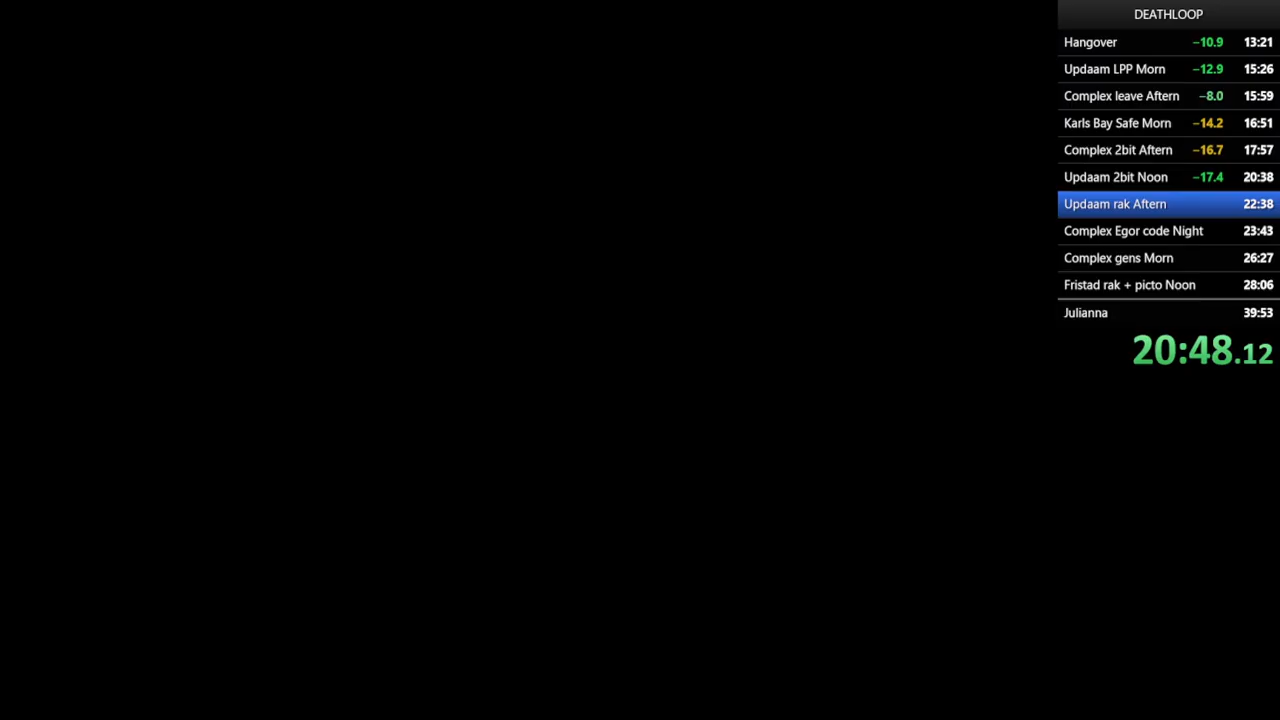 DEATHLOOP
Hangover −10.9 13:21
Updaam LPP Morn −12.9 15:26
Complex leave Aftern −8.0 15:59
Karls Bay Safe Morn −14.2 16:51
Complex 2bit Aftern −16.7 17:57
Updaam 2bit Noon −17.4 20:38
Updaam rak Aftern 22:38
Complex Egor code Night 23:43
Complex gens Morn 26:27
Fristad rak + picto Noon 28:06
Julianna 39:53
20:48.12